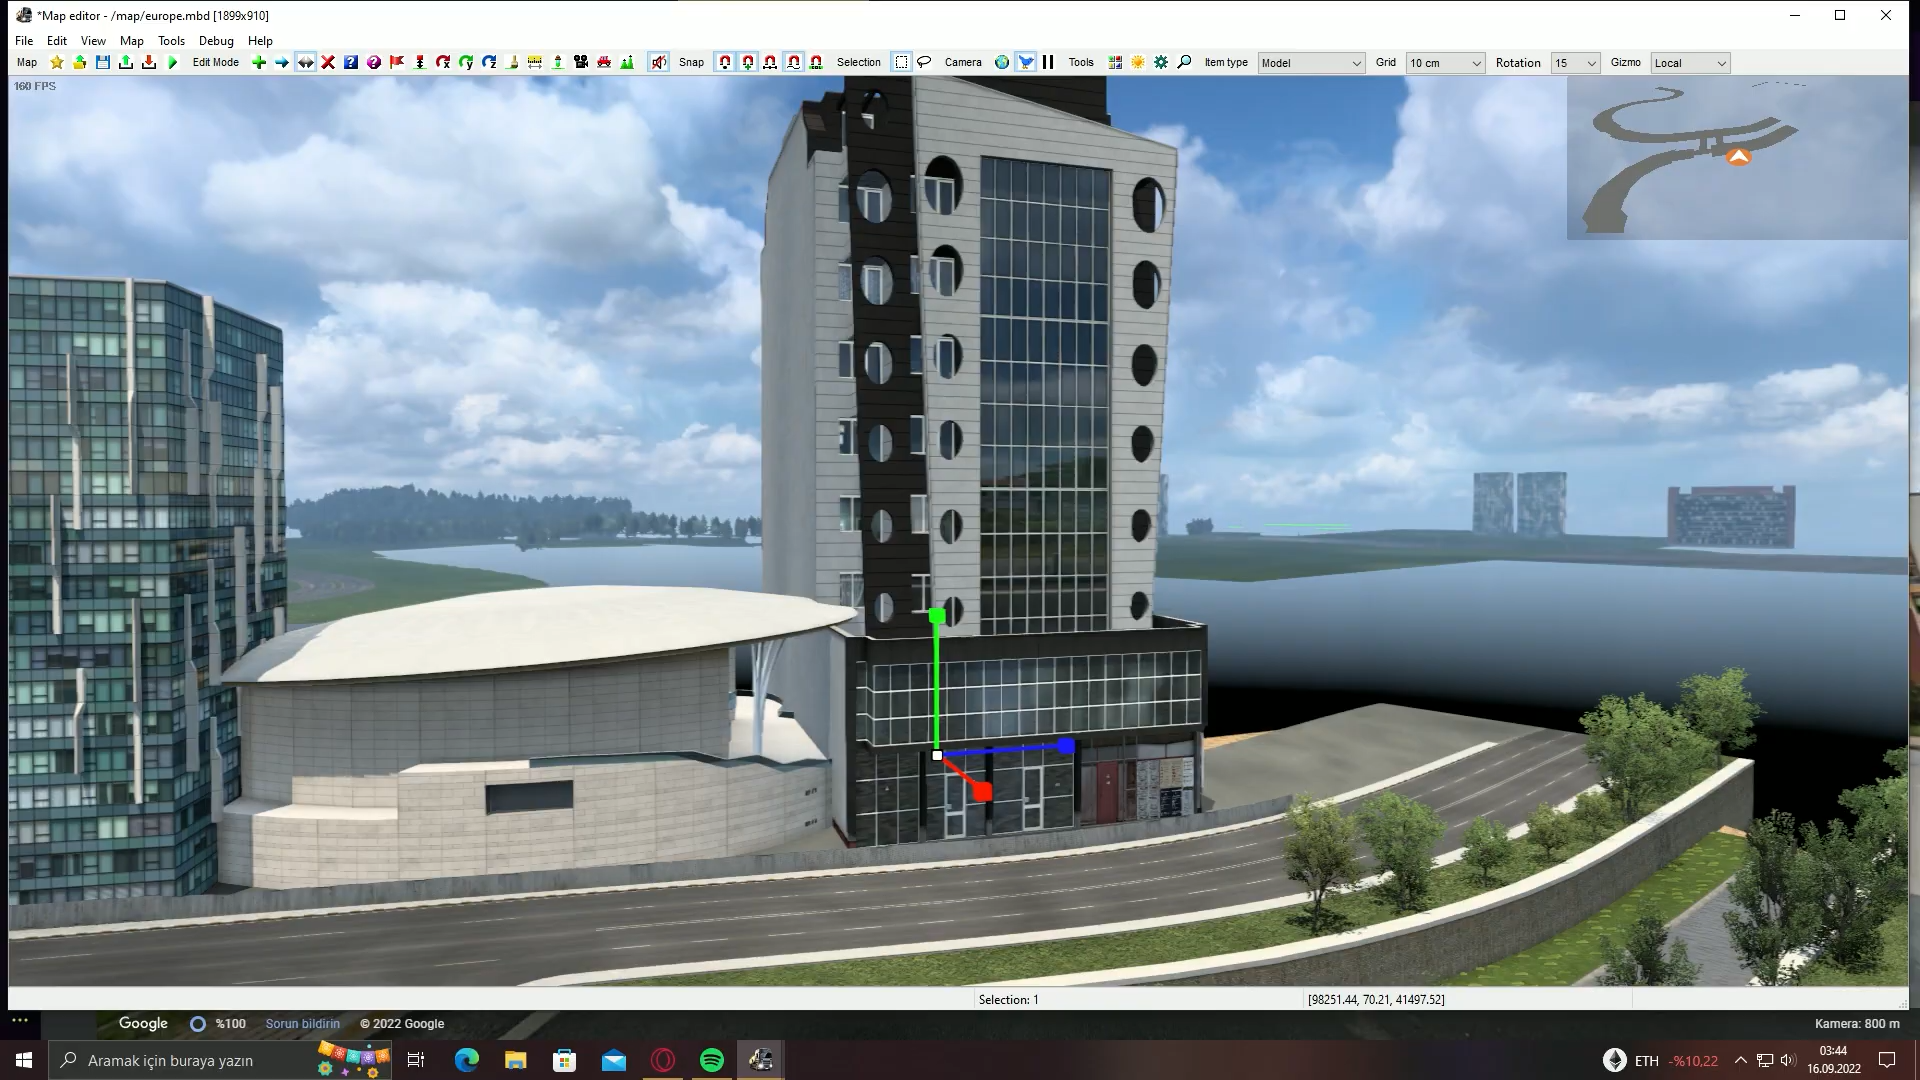 *Map editor - /map/europe.mbd [1899x910]
File Edit View Map Tools Debug Help
Map Edit Mode Snap Selection Camera Tools Item type Model Grid 10 cm Rotation 15 Gizmo Local
160 FPS
Selection: 1 [98251.44, 70.21, 41497.52]
Google %100 Sorun bildirin © 2022 Google Kamera: 800 m
Aramak için buraya yazın ETH -%10,22 03:44
16.09.2022